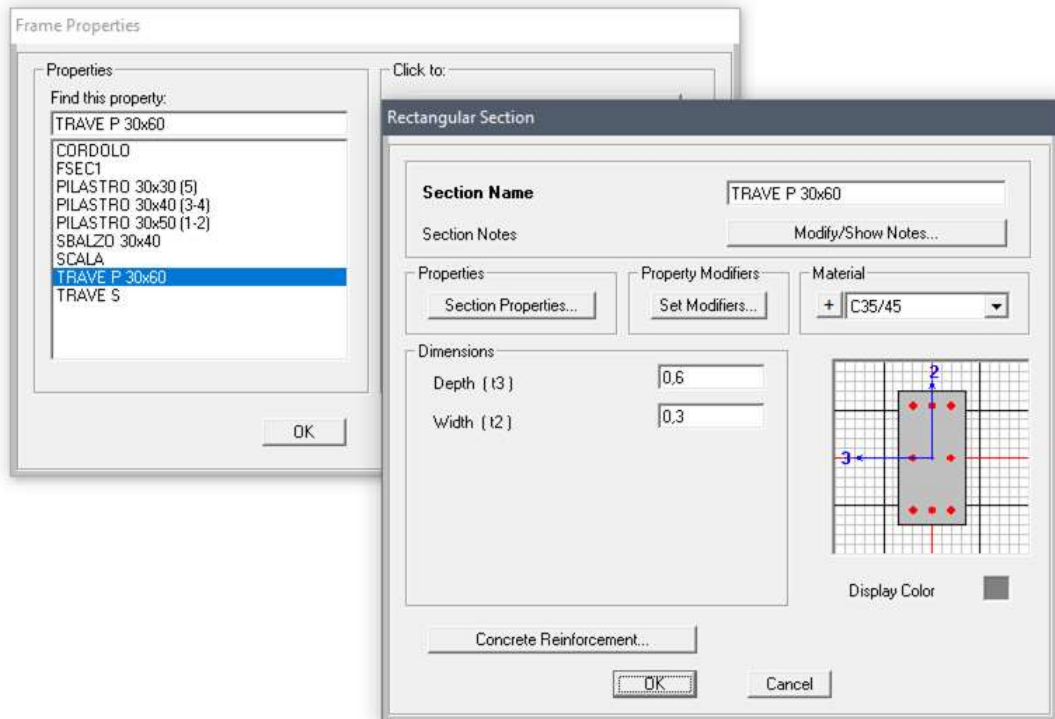 Frame Properties
Properties
Find this property:
TRAVE P 30x60
CORDOLO
FSEC1
PILASTRO 30x30 (5)
PILASTRO 30x40 (3-4)
PILASTRO 30x50 (1-2)
SBALZO 30x40
SCALA
TRAVE P 30x60
TRAVE S
OK
Click to:
Rectangular Section
Section Name
TRAVE P 30x60
Section Notes
Modify/Show Notes...
Properties
Section Properties...
Property Modifiers
Set Modifiers...
Material
+ C35/45
Dimensions
Depth ( t3 )
0,6
Width ( t2 )
0,3
2
3
Display Color
Concrete Reinforcement...
OK
Cancel